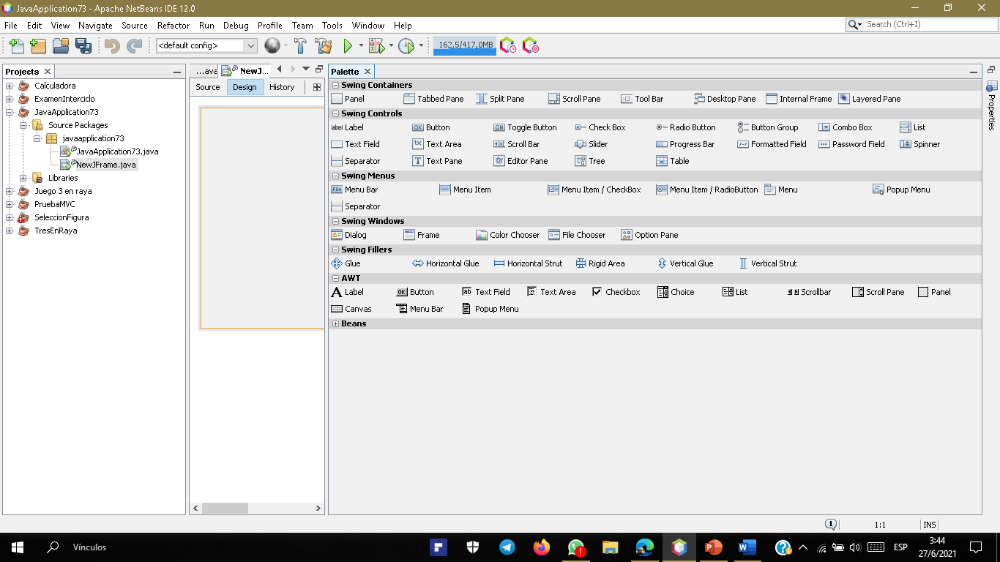 JavaApplication73 - Apache NetBeans IDE 12.0
File Edit View Navigate Source Refactor Run Debug Profile Team Tools Window Help
Search (Ctrl+I)
<default config>
162,5/417,0MB
Projects
Calculadora
ExamenInterciclo
JavaApplication73
Source Packages
javaapplication73
JavaApplication73.java
NewJFrame.java
Libraries
Juego 3 en raya
PruebaMVC
SeleccionFigura
TresEnRaya
...ava NewJ...
Source Design History
Palette
Swing Containers
Panel Tabbed Pane Split Pane Scroll Pane Tool Bar Desktop Pane Internal Frame Layered Pane
Swing Controls
label Label OK Button ON Toggle Button Check Box Radio Button Button Group Combo Box List
Text Field Text Area Scroll Bar Slider Progress Bar Formatted Field Password Field Spinner
Separator T Text Pane Editor Pane Tree Table
Swing Menus
File Menu Bar Menu Item Menu Item / CheckBox Menu Item / RadioButton Menu Popup Menu
Separator
Swing Windows
Dialog Frame Color Chooser File Chooser Option Pane
Swing Fillers
Glue Horizontal Glue Horizontal Strut Rigid Area Vertical Glue Vertical Strut
AWT
A Label OK Button ab Text Field Text Area Checkbox Choice List Scrollbar Scroll Pane Panel
Canvas Menu Bar Popup Menu
Beans
Properties
1 1:1 INS
Vínculos
ESP
3:44
27/6/2021